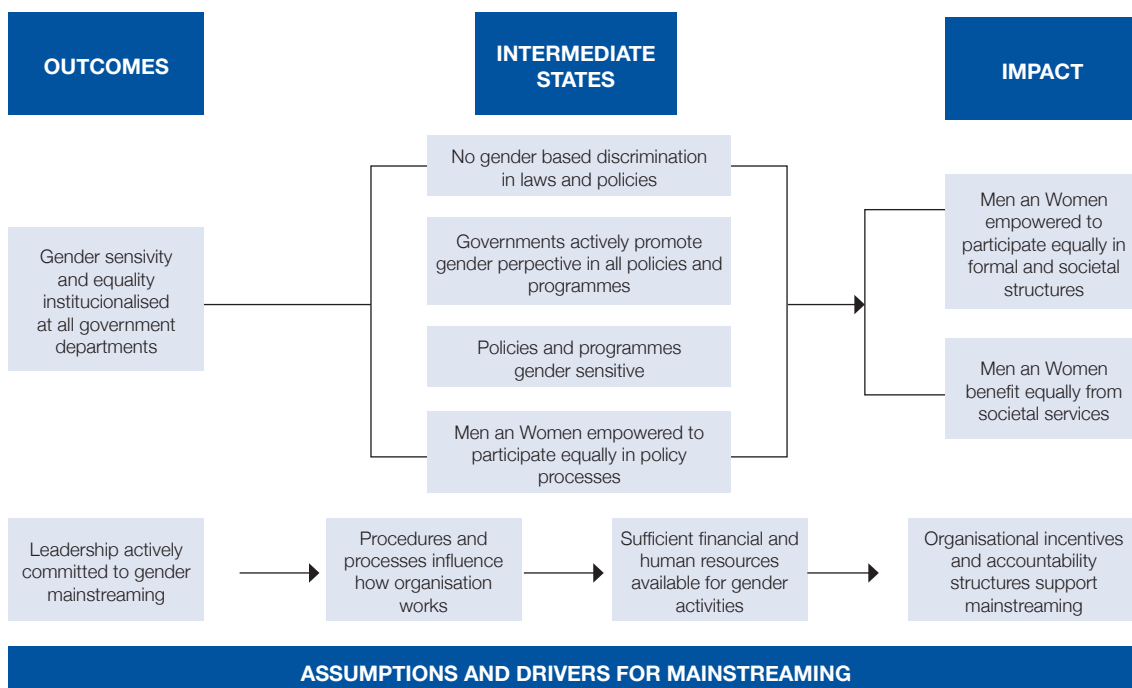 OUTCOMES
INTERMEDIATE
STATES
IMPACT
Gender sensivity
and equality
institutionalised
at all government
departments
No gender based discrimination
in laws and policies
Governments actively promote
gender perpective in all policies and
programmes
Policies and programmes
gender sensitive
Men an Women empowered to
participate equally in policy
processes
Men an Women
empowered to
participate equally in
formal and societal
structures
Men an Women
benefit equally from
societal services
Leadership actively
committed to gender
mainstreaming
Procedures and
processes influence
how organisation
works
Sufficient financial and
human resources
available for gender
activities
Organisational incentives
and accountability
structures support
mainstreaming
ASSUMPTIONS AND DRIVERS FOR MAINSTREAMING